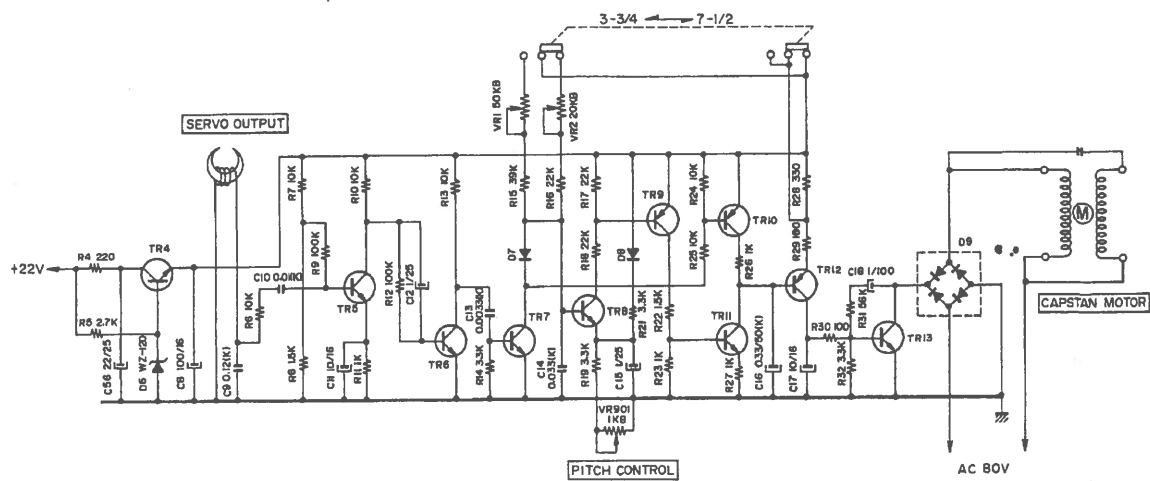 3-3/4 7-1/2
SERVO OUTPUT
VR1 50KB
VR2 20KB
R7 10K
R10 10K
R13 10K
R15 39K
R16 22K
R17 22K
R24 10K
R28 330
TR9
TR10
M
R4 220
TR4
+22V
R9 100K
D7
R18 22K
D8
R25 10K
R26 1K
R29 180
D9
C10 0.01(K)
R12 100K
C12 1/25
TR12
C18 1/100
CAPSTAN MOTOR
R5 2.7K
R6 10K
TR5
C13
0.0033(K)
TR7
TR8
R21 3.3K
R22 1.5K
TR11
R30 100
R31 56K
TR13
C56 22/25
D5 WZ-120
C8 100/16
C9 0.12(K)
R8 1.5K
C11 10/16
R11 1K
TR6
R14 3.3K
C14
0.033(K)
R19 3.3K
C15 1/25
R23 1K
R27 1K
C16 0.33/50(K)
C17 10/16
R32 3.3K
VR901
1KB
PITCH CONTROL
AC 80V